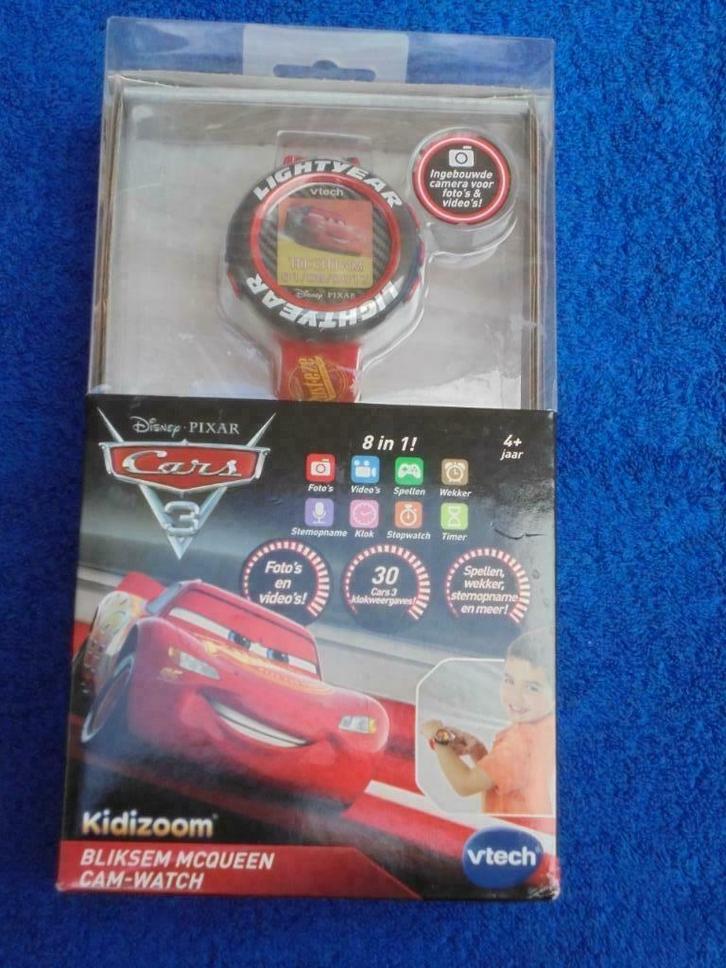 LIGHTYEAR
vtech
Disney PIXAR
LIGHTYEAR
Ingebouwde
camera voor
foto's &
video's!
Disney · PIXAR
Cars
3
8 in 1!
4+
jaar
Foto's
Video's
Spellen
Wekker
Stemopname
Klok
Stopwatch
Timer
Foto's
en
video's!
30
Cars 3
klokweergaves!
Spellen,
wekker,
stemopname
en meer!
Kidizoom®
BLIKSEM MCQUEEN
CAM-WATCH
vtech®